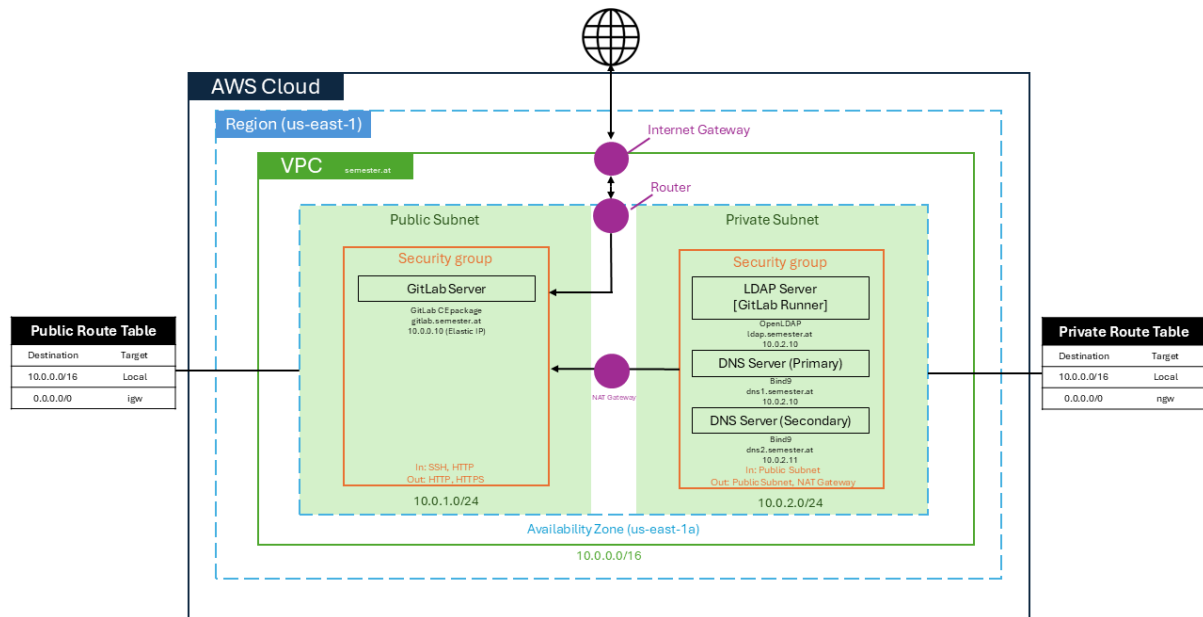 AWS Cloud
Region (us-east-1)
Internet Gateway
VPC semester.at
Router
Public Subnet
Private Subnet
Security group
GitLab Server
GitLab CE package
gitlab.semester.at
10.0.0.10 (Elastic IP)
In: SSH, HTTP
Out: HTTP, HTTPS
10.0.1.0/24
NAT Gateway
Security group
LDAP Server
[GitLab Runner]
OpenLDAP
ldap.semester.at
10.0.2.10
DNS Server (Primary)
Bind9
dns1.semester.at
10.0.2.10
DNS Server (Secondary)
Bind9
dns2.semester.at
10.0.2.11
In: Public Subnet
Out: Public Subnet, NAT Gateway
10.0.2.0/24
Availability Zone (us-east-1a)
10.0.0.0/16
Public Route Table
Destination Target
10.0.0.0/16 Local
0.0.0.0/0 igw
Private Route Table
Destination Target
10.0.0.0/16 Local
0.0.0.0/0 ngw